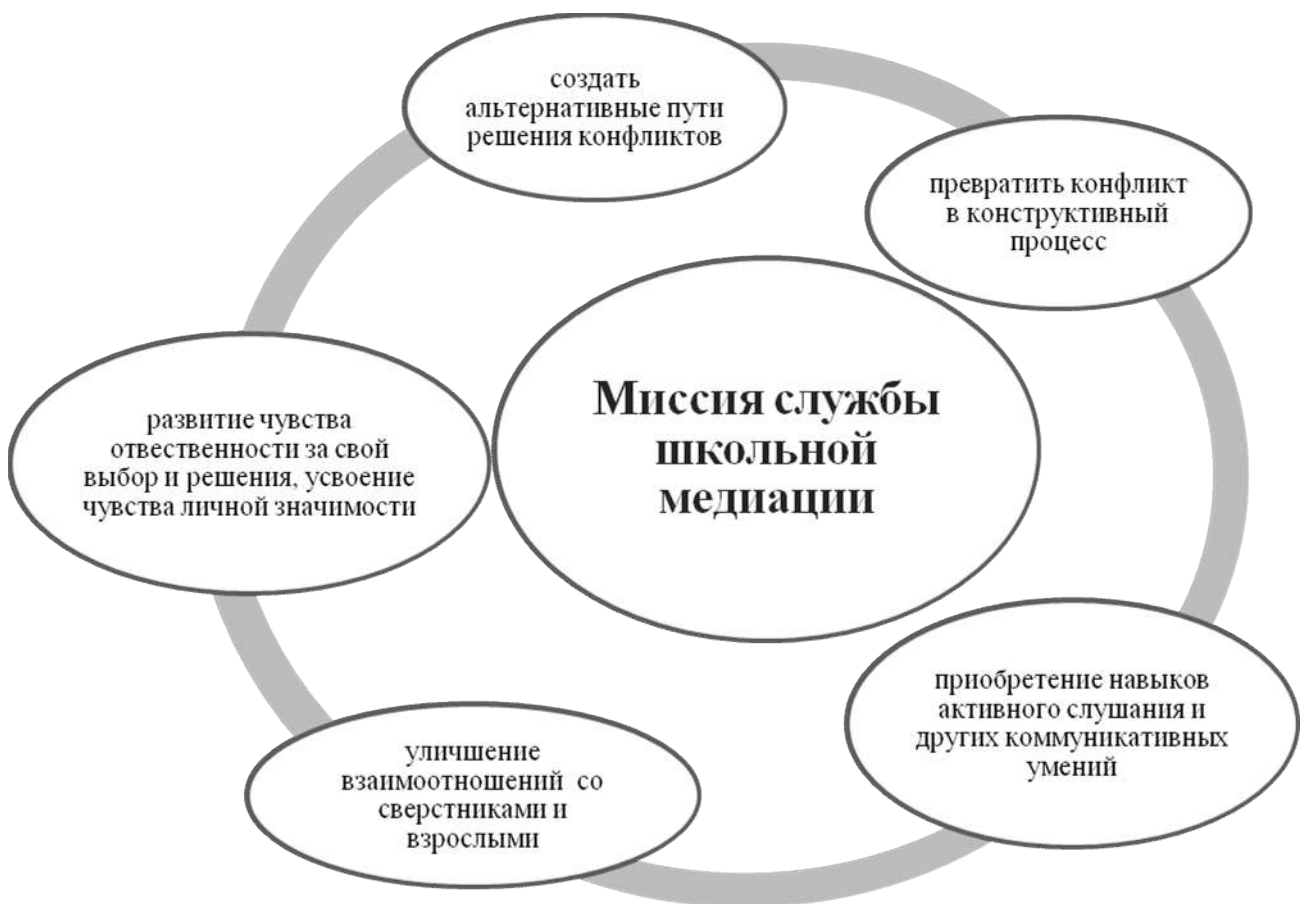 создать
альтернативные пути
решения конфликтов
превратить конфликт
в конструктивный
процесс
Миссия службы
школьной
медиации
развитие чувства
отвественности за свой
выбор и решения, усвоение
чувства личной значимости
приобретение навыков
активного слушания и
других коммуникативных
умений
уличшение
взаимоотношений со
сверстниками и
взрослыми